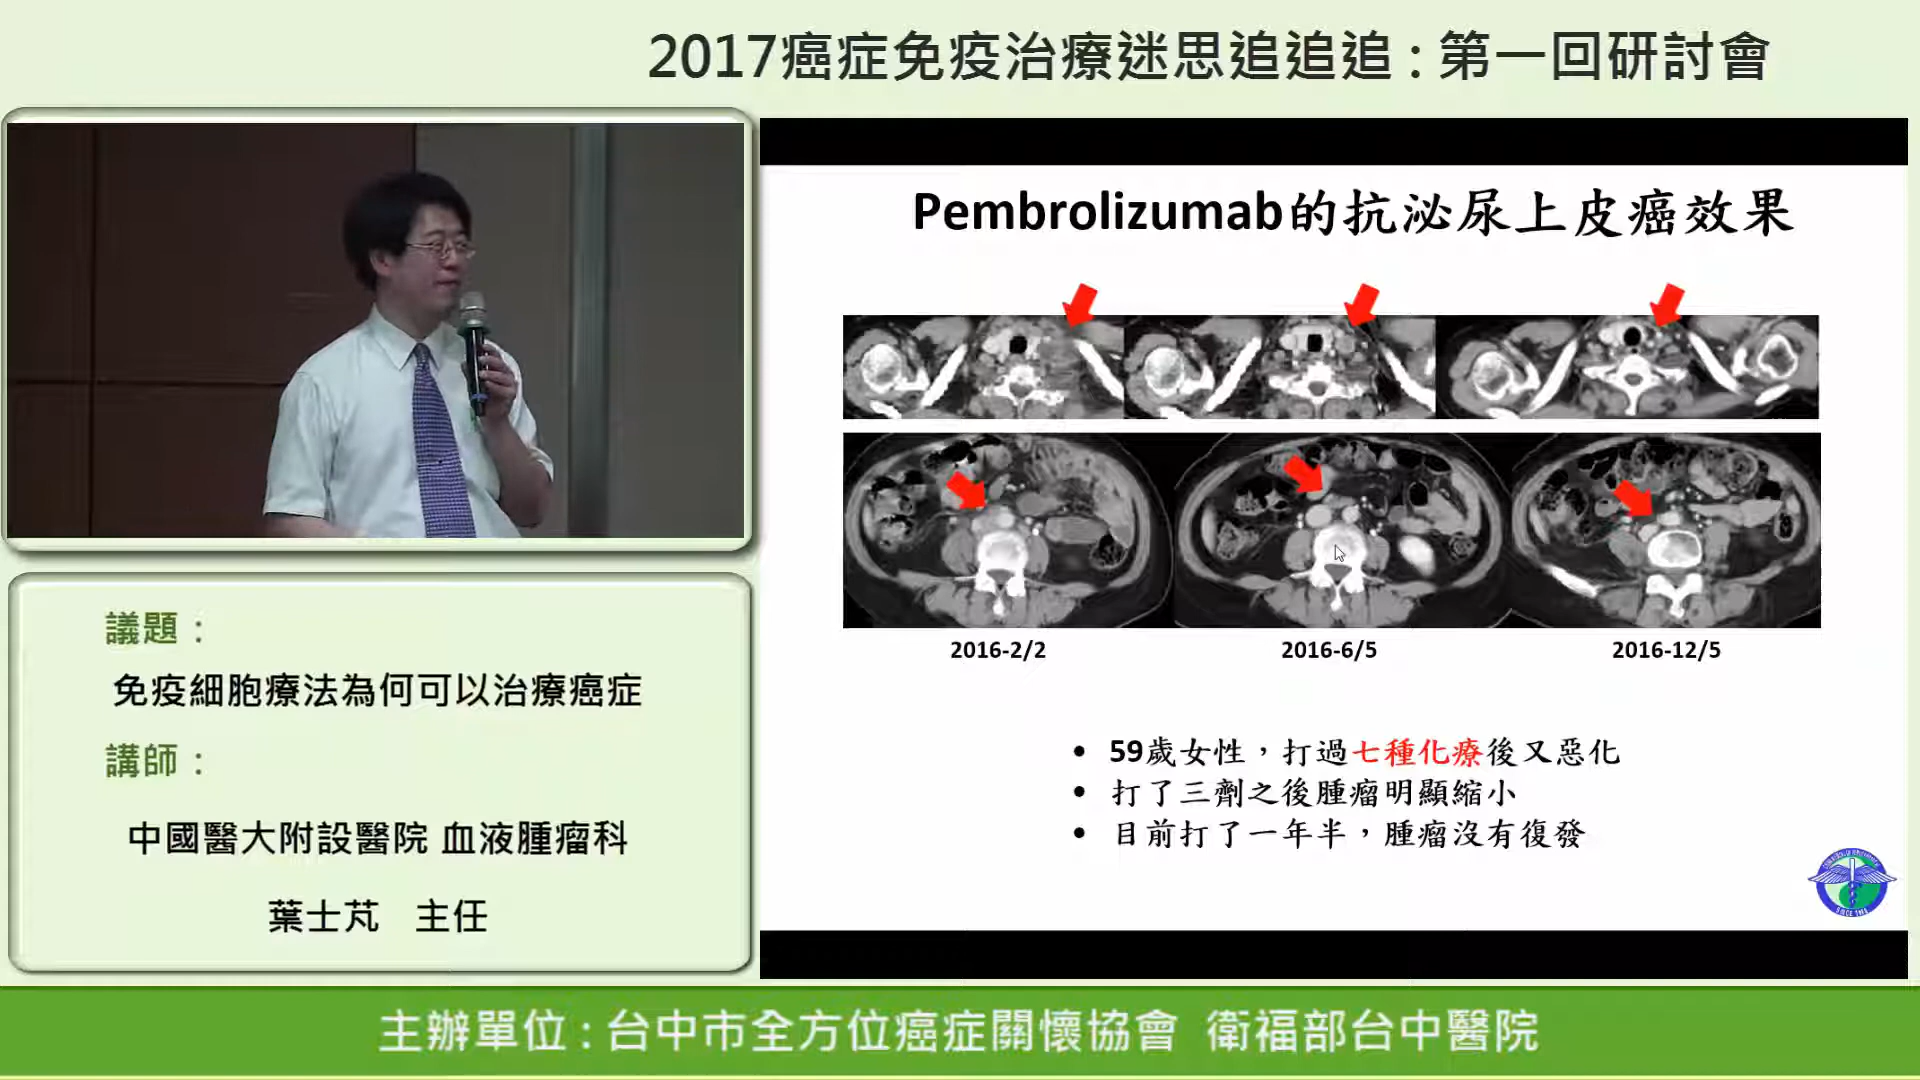 2017癌症免疫治療迷思追追追 : 第一回研討會
Pembrolizumab的抗泌尿上皮癌效果
2016-2/2
2016-6/5
2016-12/5
• 59歲女性，打過七種化療後又惡化
• 打了三劑之後腫瘤明顯縮小
• 目前打了一年半，腫瘤沒有復發
SINCE 1980
議題：
免疫細胞療法為何可以治療癌症
講師：
中國醫大附設醫院 血液腫瘤科
葉士芃 主任
主辦單位 : 台中市全方位癌症關懷協會 衛福部台中醫院